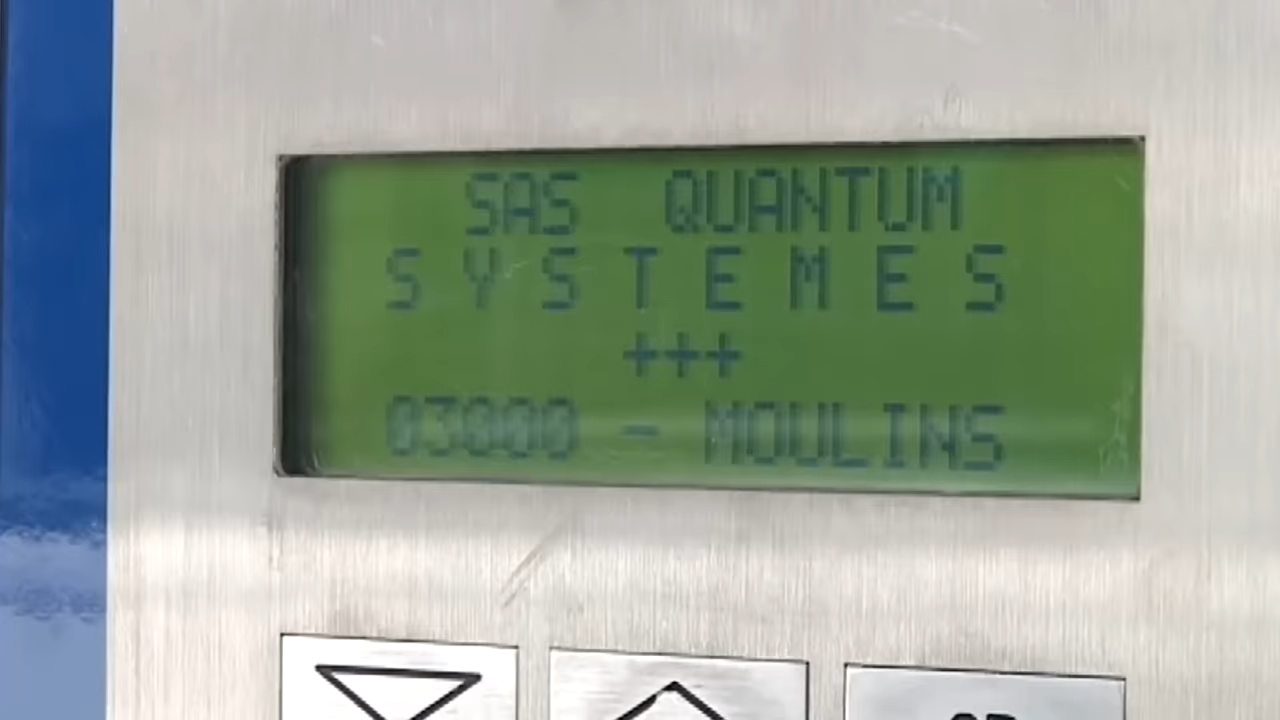 SAS QUANTUM
S Y S T E M E S
+++
03000 - MOULINS